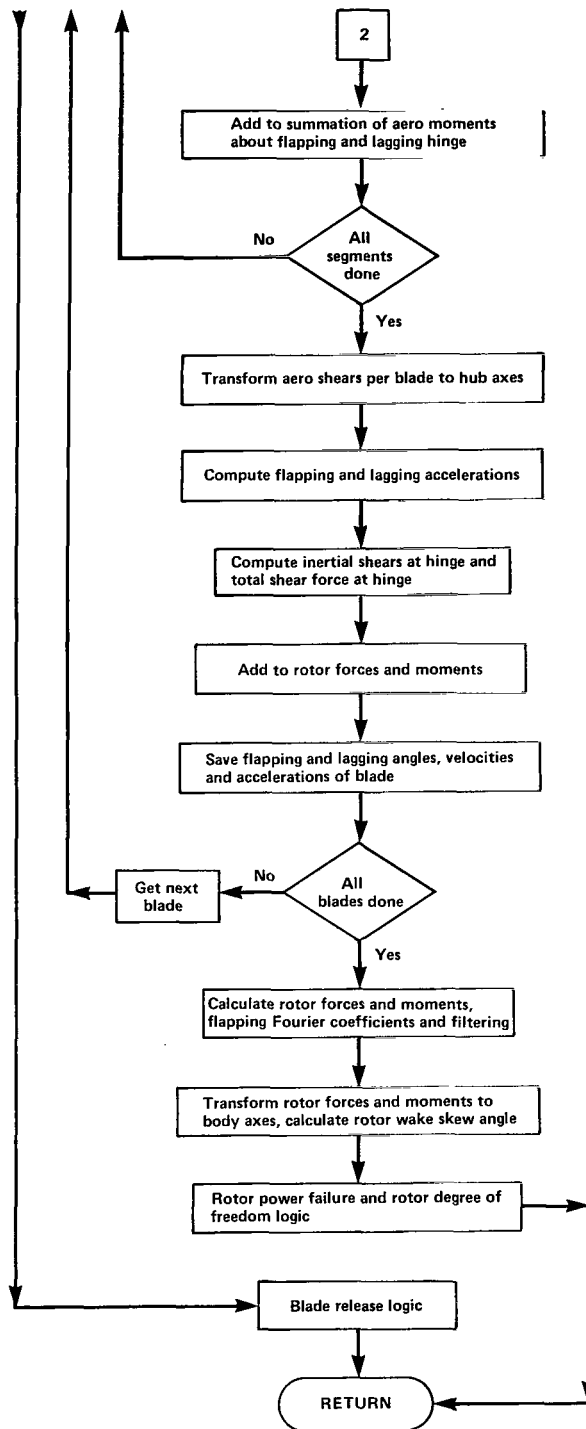 2
Add to summation of aero moments
about flapping and lagging hinge
No
All
segments
done
Yes
Transform aero shears per blade to hub axes
Compute flapping and lagging accelerations
Compute inertial shears at hinge and
total shear force at hinge
Add to rotor forces and moments
Save flapping and lagging angles, velocities
and accelerations of blade
Get next
blade
No
All
blades done
Yes
Calculate rotor forces and moments,
flapping Fourier coefficients and filtering
Transform rotor forces and moments to
body axes, calculate rotor wake skew angle
Rotor power failure and rotor degree of
freedom logic
Blade release logic
RETURN